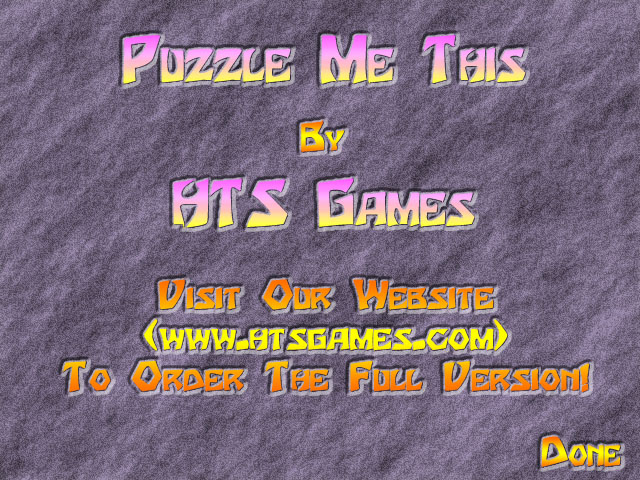 Puzzle Me This
By
HTS Games
Visit Our Website
(www.htsgames.com)
To Order The Full Version!
Done